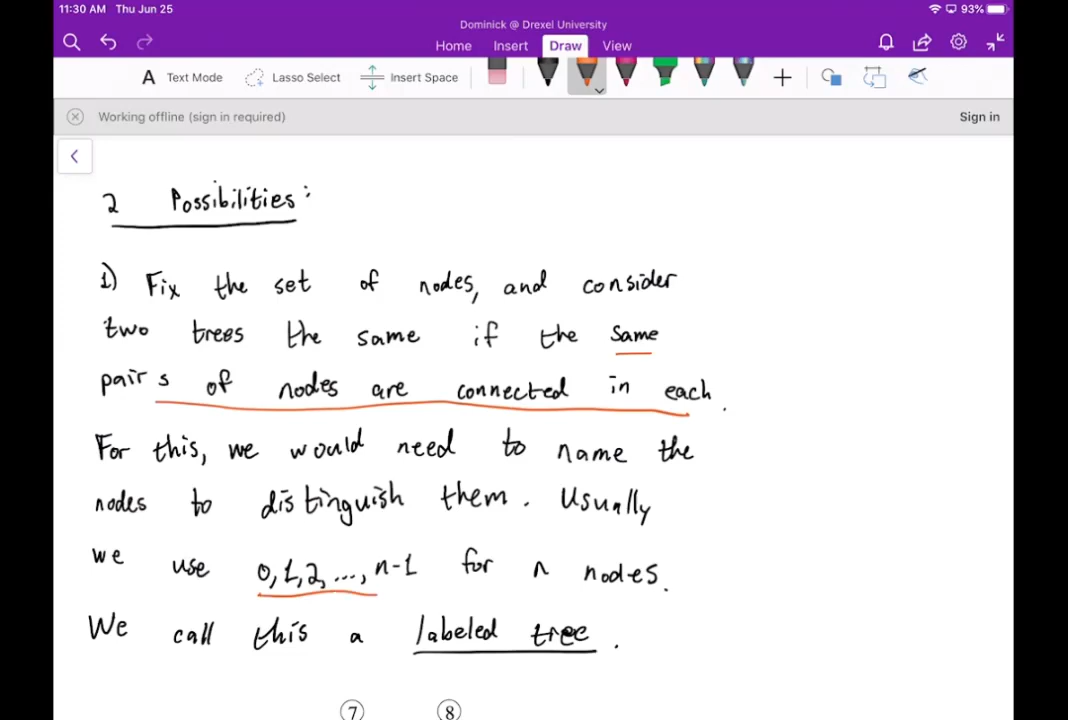 11:30 AM Thu Jun 25
93%
Dominick @ Drexel University
Home Insert Draw View
A Text Mode Lasso Select Insert Space
Working offline (sign in required) Sign in
2 Possibilities:
1) Fix the set of nodes, and consider
two trees the same if the same
pairs of nodes are connected in each.
For this, we would need to name the
nodes to distinguish them. Usually
we use 0,1,2, ..., n-1 for n nodes.
We call this a labeled tree.
7 8